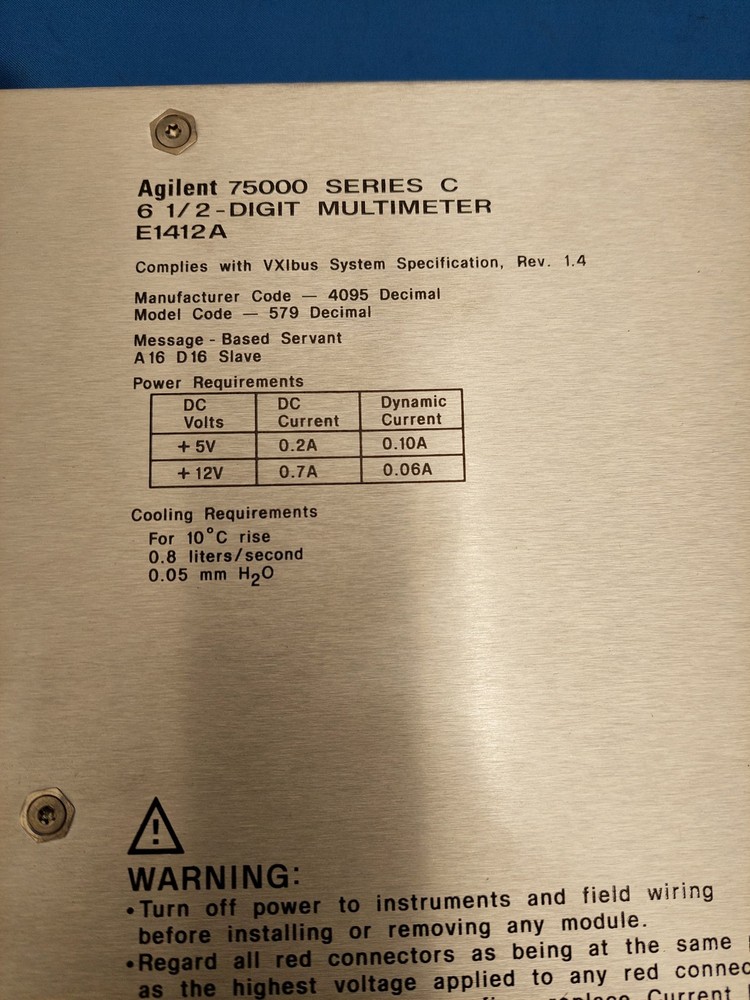 Agilent 75000 SERIES C
6 1/2-DIGIT MULTIMETER
E1412A
Complies with VXIbus System Specification, Rev. 1.4
Manufacturer Code — 4095 Decimal
Model Code — 579 Decimal
Message - Based Servant
A16 D16 Slave
Power Requirements
DC Volts DC Current Dynamic Current
+ 5V 0.2A 0.10A
+ 12V 0.7A 0.06A
Cooling Requirements
For 10°C rise
0.8 liters/second
0.05 mm H₂O
WARNING:
•Turn off power to instruments and field wiring
before installing or removing any module.
•Regard all red connectors as being at the same
as the highest voltage applied to any red
Current